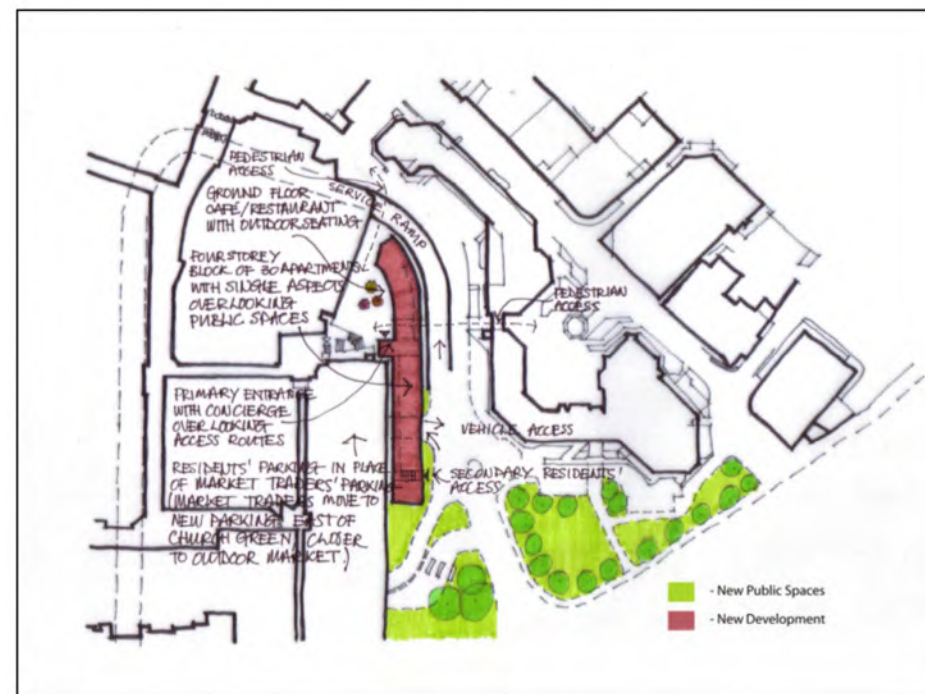 PEDESTRIAN
ACCESS
SERVICE RAMP
GROUND FLOOR
CAFÉ/RESTAURANT
WITH OUTDOOR SEATING
FOUR STOREY
BLOCK OF 30 APARTMENTS
WITH SINGLE ASPECTS
OVERLOOKING
PUBLIC SPACES
PEDESTRIAN
ACCESS
PRIMARY ENTRANCE
WITH CONCIERGE
OVERLOOKING
ACCESS ROUTES
VEHICLE ACCESS
RESIDENTS' PARKING IN PLACE
OF MARKET TRADERS' PARKING
(MARKET TRADERS MOVE TO
NEW PARKING EAST OF
CHURCH GREEN CLOSER
TO OUTDOOR MARKET.)
SECONDARY RESIDENTS'
ACCESS
- New Public Spaces
- New Development